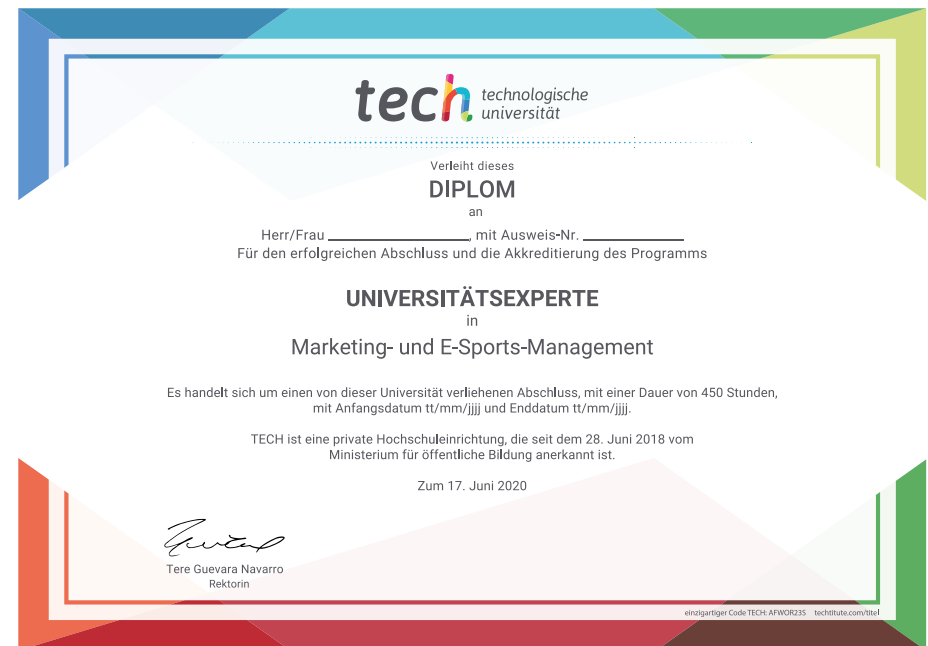 tech technologische
universität
Verleiht dieses
DIPLOM
an
Herr/Frau ________________, mit Ausweis-Nr. ____________
Für den erfolgreichen Abschluss und die Akkreditierung des Programms
UNIVERSITÄTSEXPERTE
in
Marketing- und E-Sports-Management
Es handelt sich um einen von dieser Universität verliehenen Abschluss, mit einer Dauer von 450 Stunden,
mit Anfangsdatum tt/mm/jjjj und Enddatum tt/mm/jjjj.
TECH ist eine private Hochschuleinrichtung, die seit dem 28. Juni 2018 vom
Ministerium für öffentliche Bildung anerkannt ist.
Zum 17. Juni 2020
Tere Guevara Navarro
Rektorin
einzigartiger Code TECH: AFWOR23S techtitute.com/titel